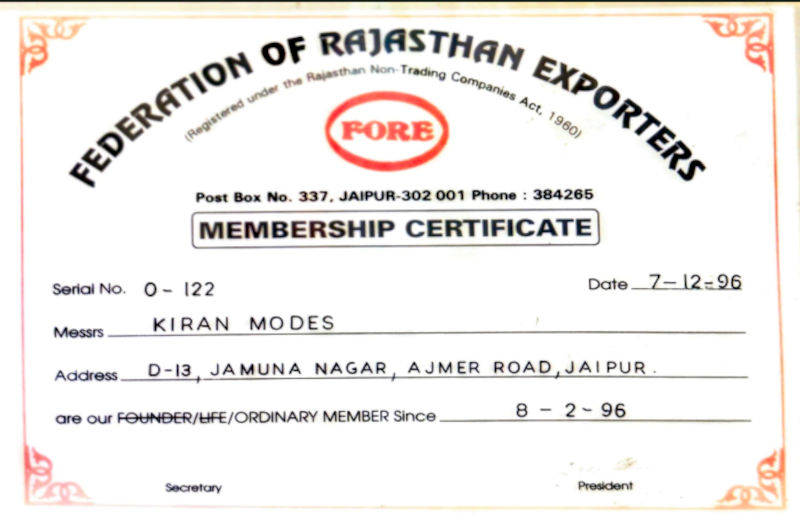 FEDERATION OF RAJASTHAN EXPORTERS
(Registered under the Rajasthan Non-Trading Companies Act, 1960)
FORE
Post Box No. 337, JAIPUR-302 001 Phone : 384265
MEMBERSHIP CERTIFICATE
Serial No. O - 122 Date 7-12-96
Messrs KIRAN MODES
Address D-13, JAMUNA NAGAR, AJMER ROAD, JAIPUR.
are our FOUNDER/LIFE/ORDINARY MEMBER Since 8 - 2 - 96
Secretary President